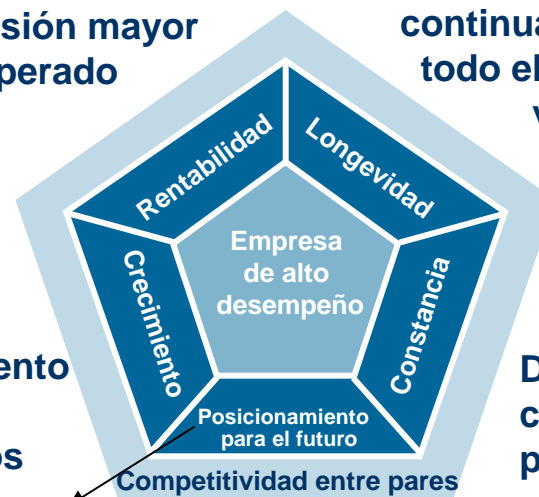 sión mayor
perado
continua
todo el
v
Rentabilidad
Longevidad
Empresa
de alto
desempeño
Crecimiento
Constancia
ento
os
Posicionamiento
para el futuro
D
c
p
Competitividad entre pares